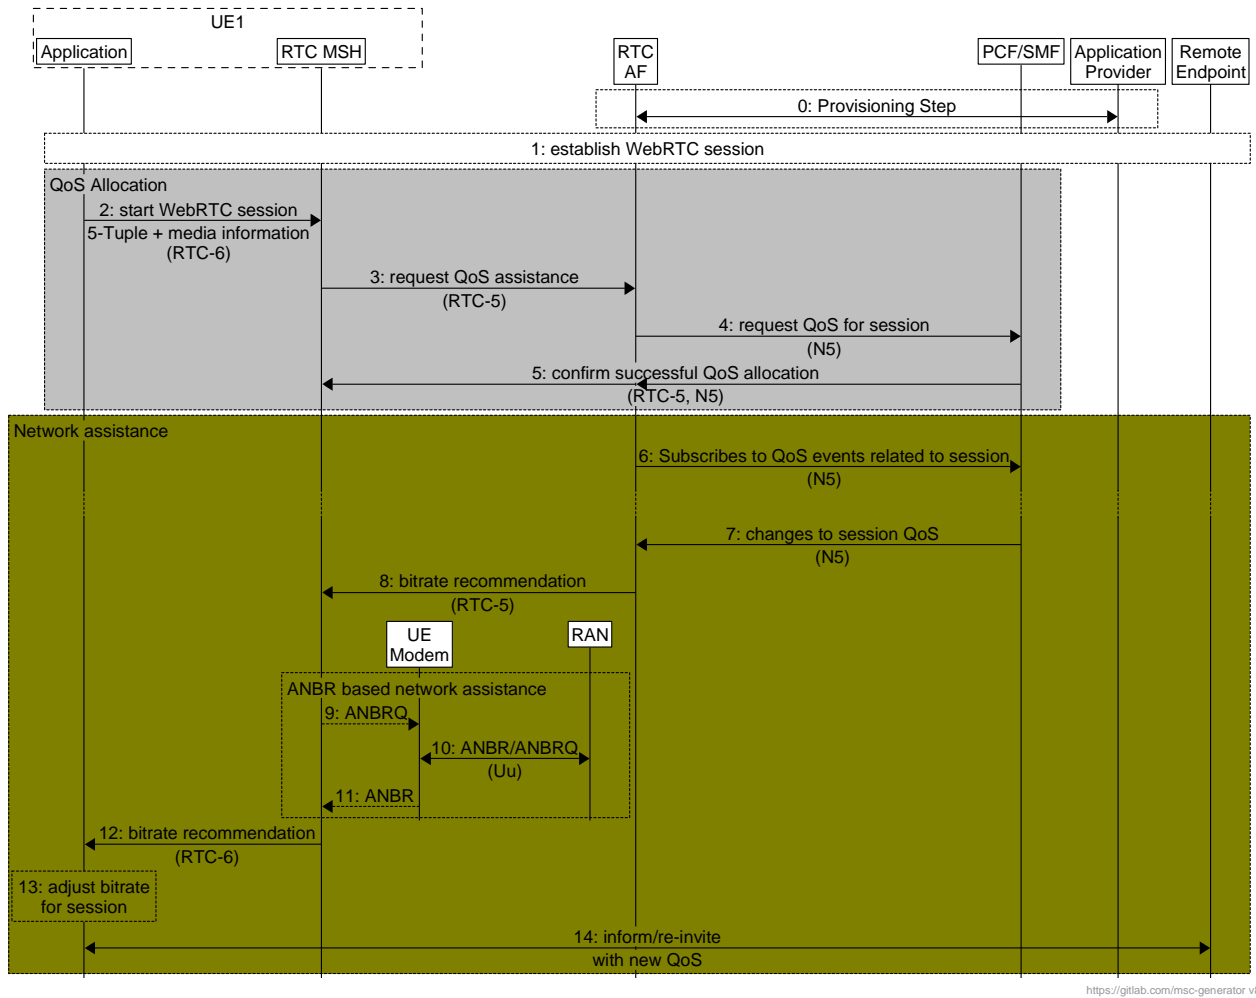 UE1
Application
RTC MSH
RTC
AF
PCF/SMF
Application
Provider
Remote
Endpoint
0: Provisioning Step
1: establish WebRTC session
QoS Allocation
2: start WebRTC session
5-Tuple + media information
(RTC-6)
3: request QoS assistance
(RTC-5)
4: request QoS for session
(N5)
5: confirm successful QoS allocation
(RTC-5, N5)
Network assistance
6: Subscribes to QoS events related to session
(N5)
7: changes to session QoS
(N5)
8: bitrate recommendation
(RTC-5)
UE
Modem
RAN
ANBR based network assistance
9: ANBRQ
10: ANBR/ANBRQ
(Uu)
11: ANBR
12: bitrate recommendation
(RTC-6)
13: adjust bitrate
for session
14: inform/re-invite
with new QoS
https://gitlab.com/msc-generator